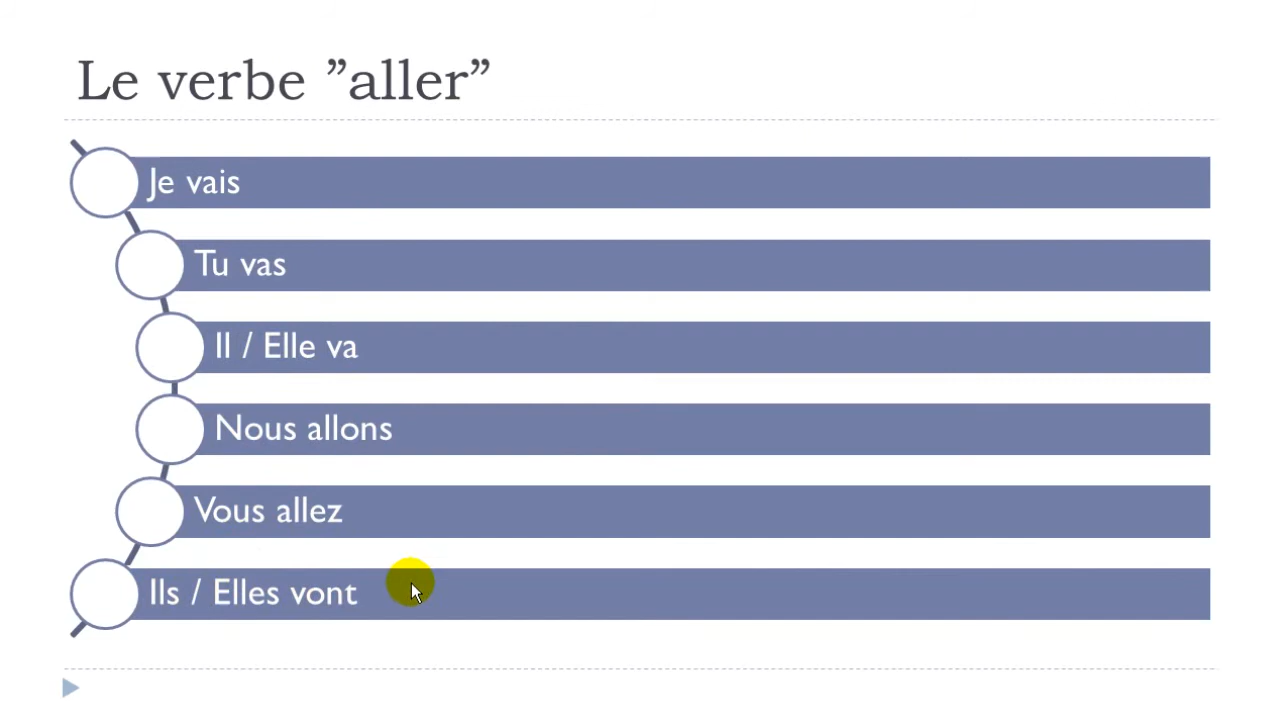 Le verbe ”aller”
Je vais
Tu vas
Il / Elle va
Nous allons
Vous allez
Ils / Elles vont